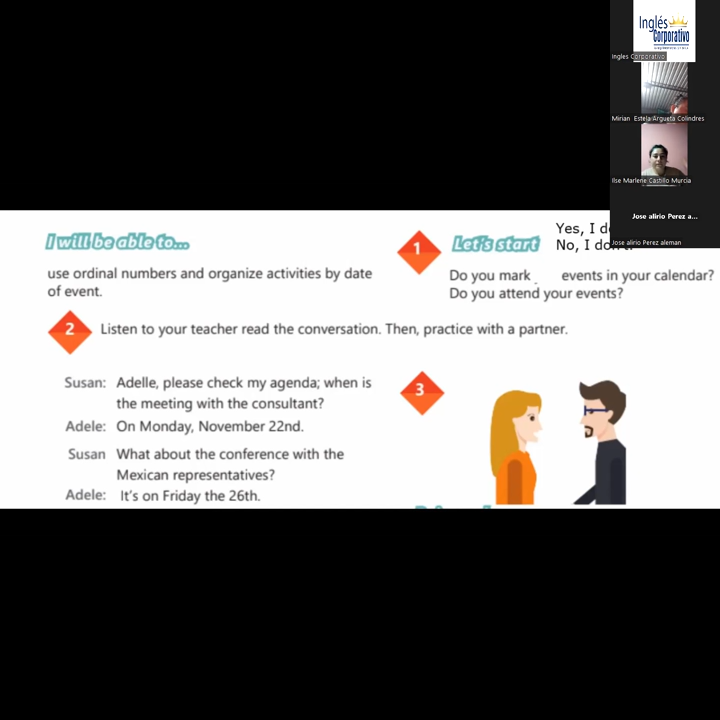 Inglés
Corporativo
Ingles Corporativo
Mirian Estela Argueta Colindres
Ilse Marlene Castillo Murcia
Jose alirio Perez a...
Jose alirio Perez aleman
I will be able to...
use ordinal numbers and organize activities by date
of event.
1
Let's start
Yes, I
No, I
Do you mark events in your calendar?
Do you attend your events?
2
Listen to your teacher read the conversation. Then, practice with a partner.
Susan: Adelle, please check my agenda; when is
the meeting with the consultant?
Adele: On Monday, November 22nd.
Susan What about the conference with the
Mexican representatives?
Adele: It's on Friday the 26th.
3